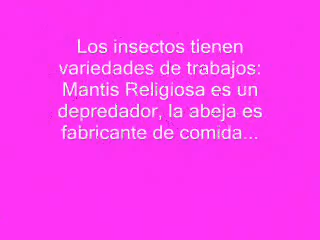 Los insectos tienen
variedades de trabajos:
Mantis Religiosa es un
depredador, la abeja es
fabricante de comida...